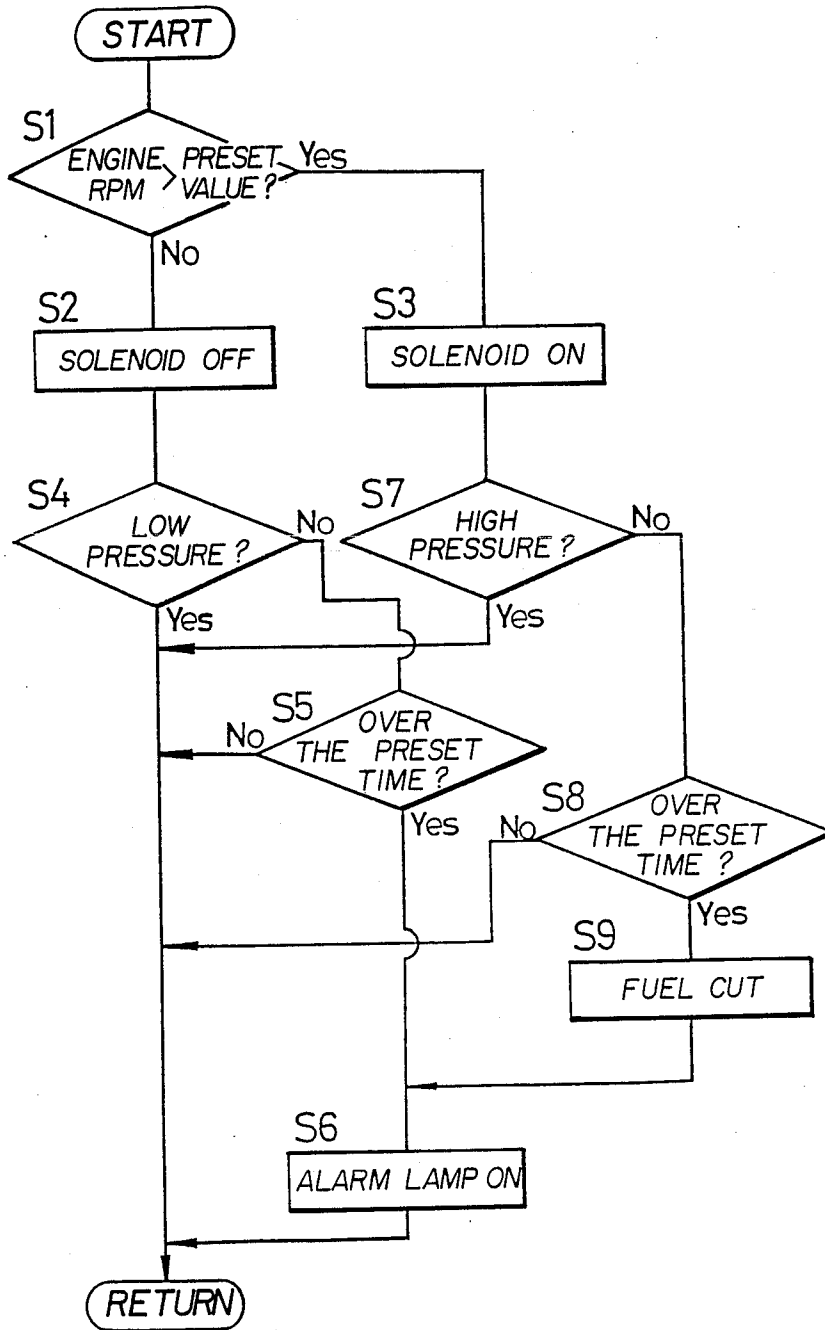 START
S1
ENGINE > PRESET
RPM VALUE?
Yes
No
S2
SOLENOID OFF
S3
SOLENOID ON
S4
LOW
PRESSURE?
No
Yes
S7
HIGH
PRESSURE?
No
Yes
S5
OVER
THE PRESET
TIME?
No
Yes
S8
OVER
THE PRESET
TIME?
No
Yes
S9
FUEL CUT
S6
ALARM LAMP ON
RETURN